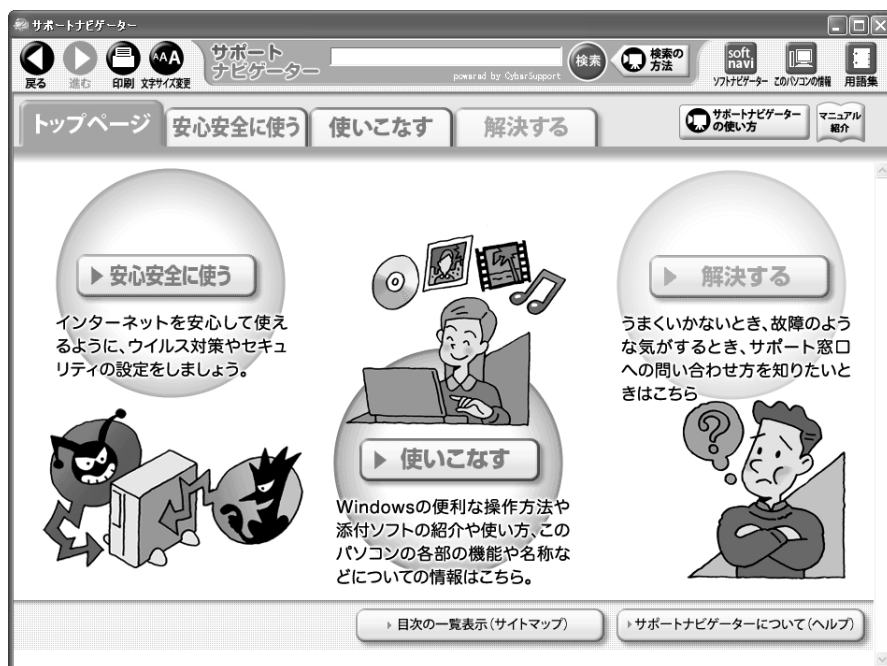 サポートナビゲーター
戻る
進む
印刷
文字サイズ変更
AAA
サポート
ナビゲーター
powered by CyberSupport
検索
検索の
方法
soft
navi
ソフトナビゲーター
このパソコンの情報
用語集
トップページ
安心安全に使う
使いこなす
解決する
サポートナビゲーター
の使い方
マニュアル
紹介
安心安全に使う
インターネットを安心して使え
るように、ウイルス対策やセキュ
リティの設定をしましょう。
使いこなす
Windowsの便利な操作方法や
添付ソフトの紹介や使い方、この
パソコンの各部の機能や名称な
どについての情報はこちら。
解決する
うまくいかないとき、故障のよう
な気がするとき、サポート窓口
への問い合わせ方を知りたいと
きはこちら
?
目次の一覧表示(サイトマップ)
サポートナビゲーターについて(ヘルプ)